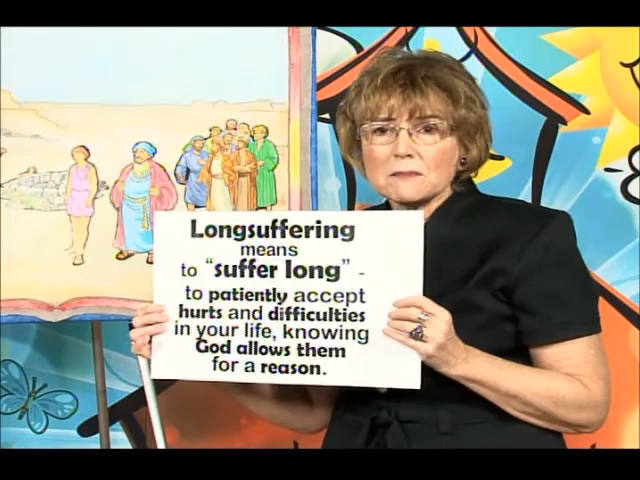 Longsuffering
means
to "suffer long" -
to patiently accept
hurts and difficulties
in your life, knowing
God allows them
for a reason.